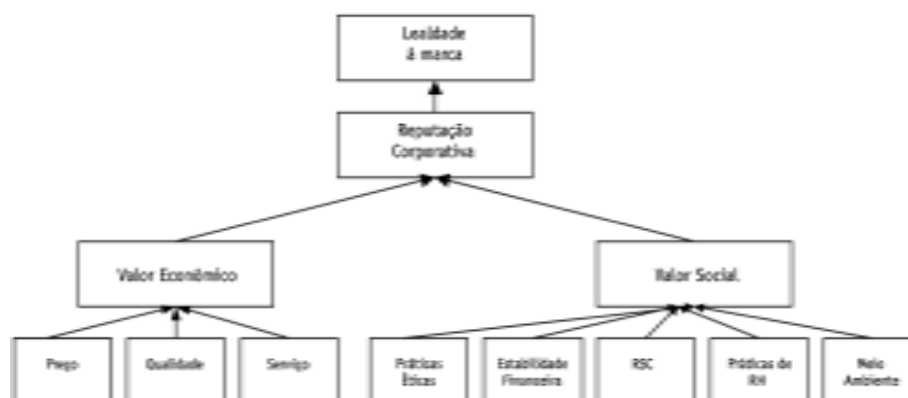 Lealdade
à marca
Reputação
Corporativa
Valor Econômico
Valor Social
Preço
Qualidade
Serviço
Práticas
Éticas
Estabilidade
Financeira
RSC
Práticas de
RH
Meio
Ambiente